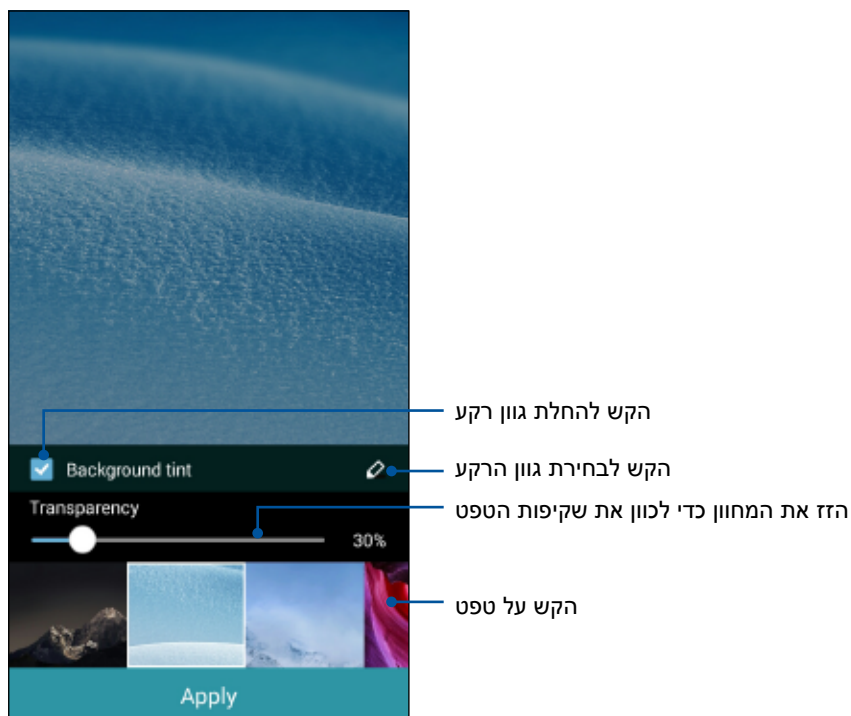 הקש להחלת גוון רקע
Background tint
הקש לבחירת גוון הרקע
Transparency
הזז את המחוון כדי לכוון את שקיפות הטפט
30%
הקש על טפט
Apply